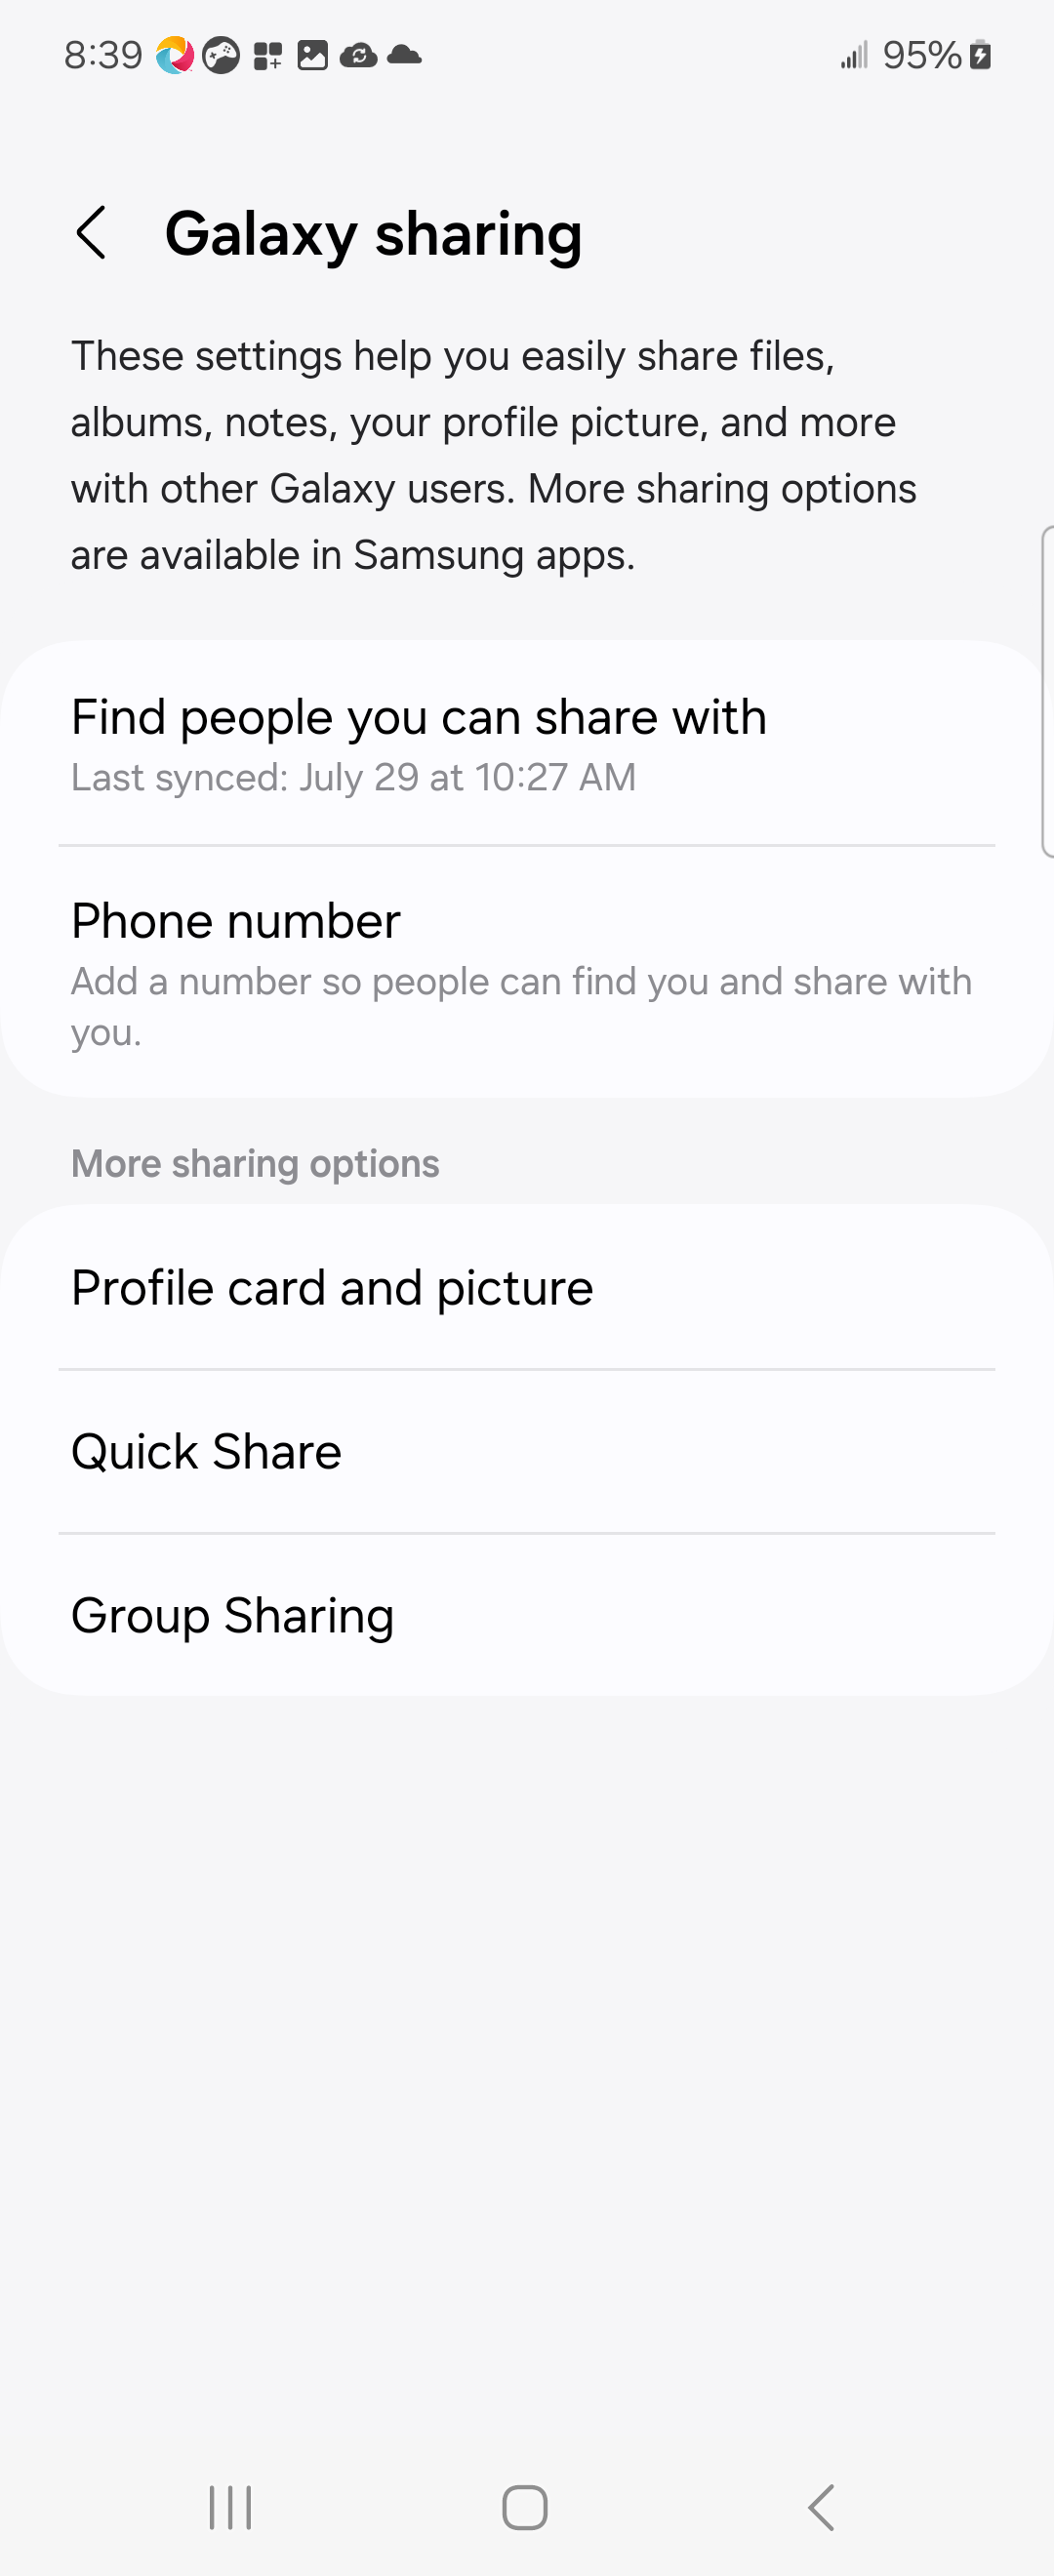 8:39
95%
Galaxy sharing
These settings help you easily share files,
albums, notes, your profile picture, and more
with other Galaxy users. More sharing options
are available in Samsung apps.
Find people you can share with
Last synced: July 29 at 10:27 AM
Phone number
Add a number so people can find you and share with
you.
More sharing options
Profile card and picture
Quick Share
Group Sharing